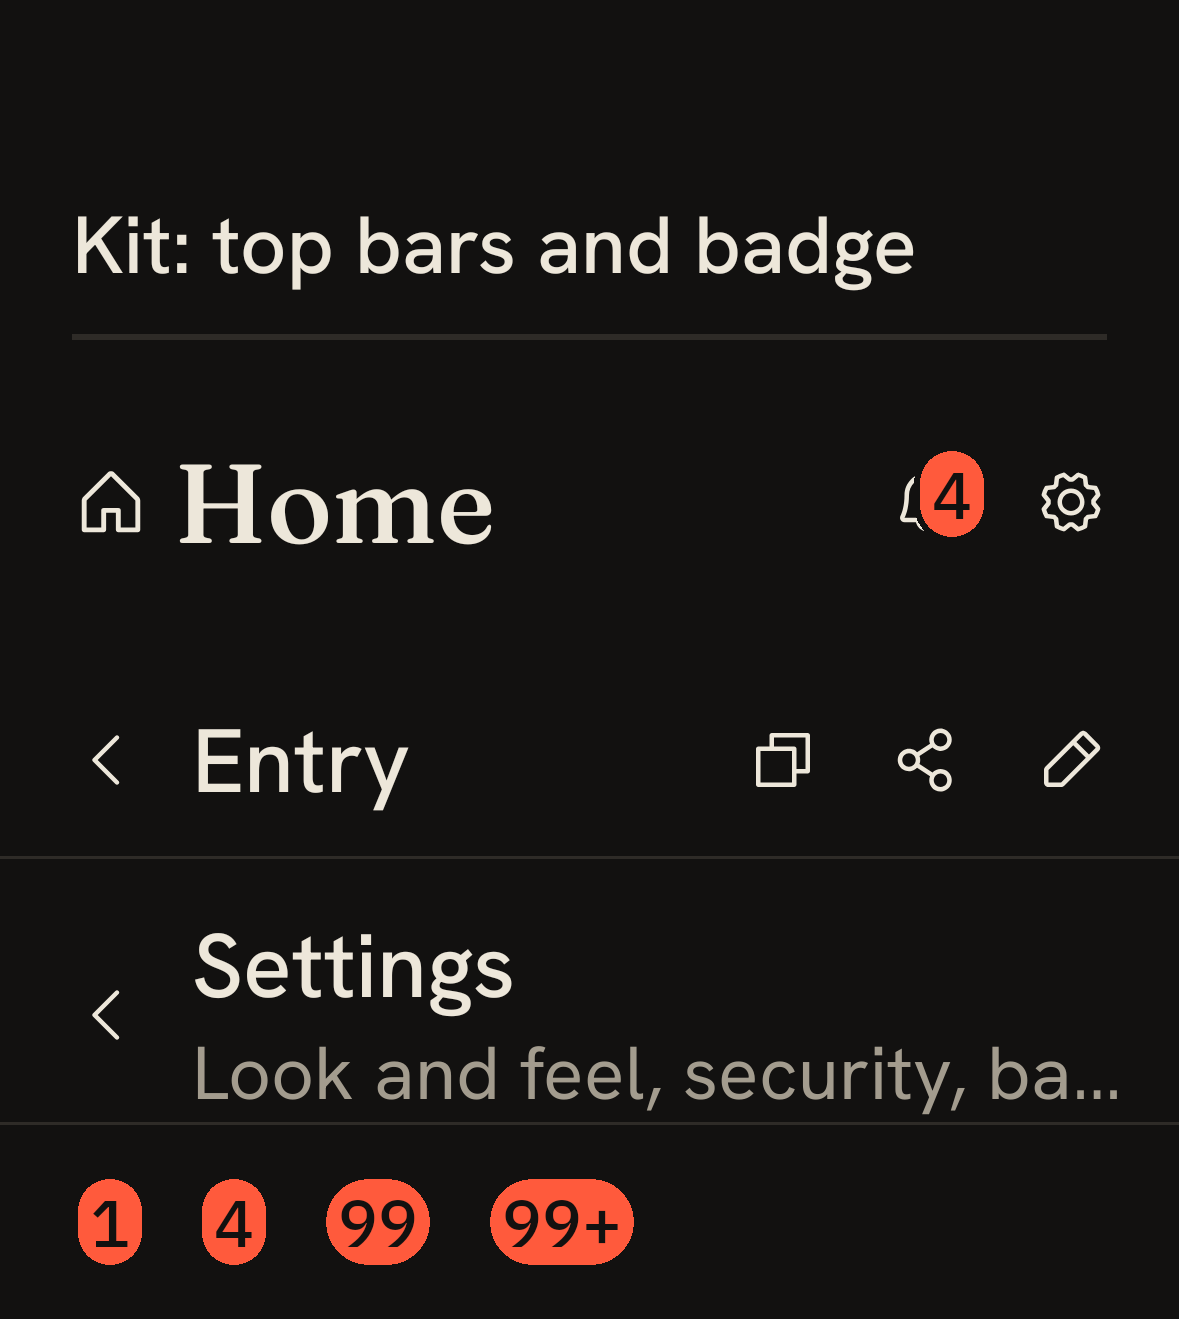 Kit: top bars and badge
Home 4
Entry
Settings
Look and feel, security, ba...
1 4 99 99+